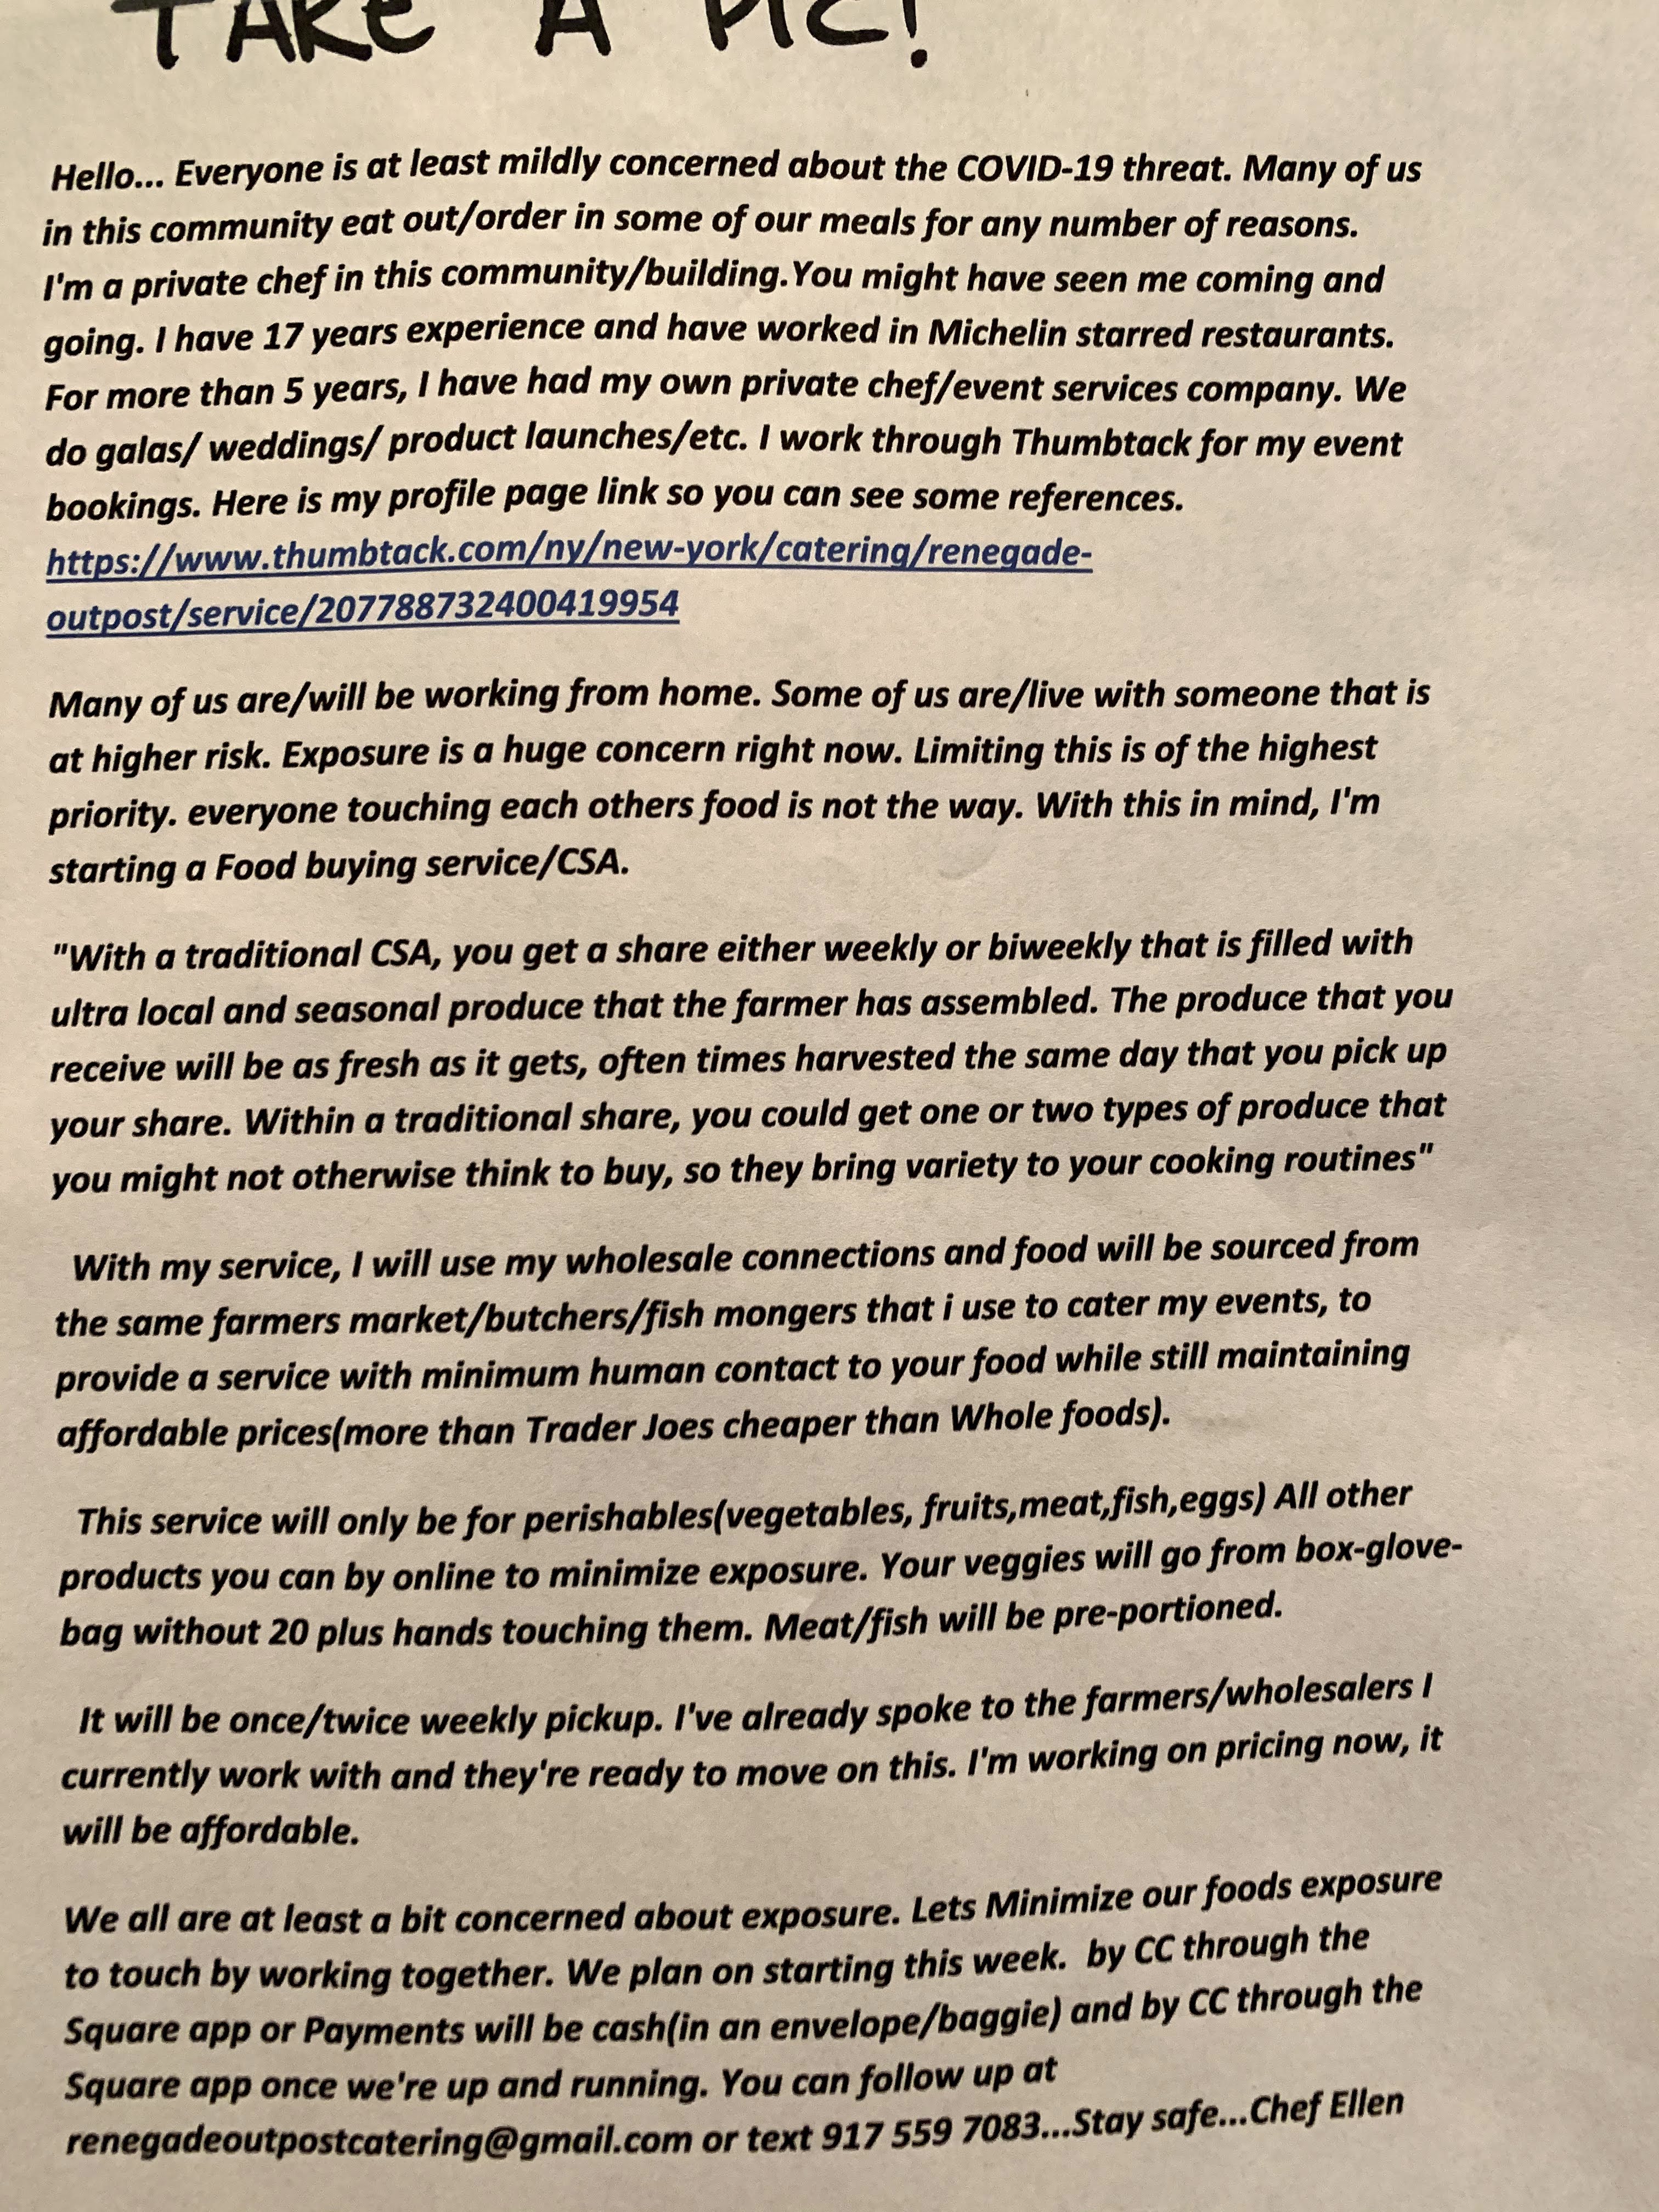 TAKE A PIC!
Hello... Everyone is at least mildly concerned about the COVID-19 threat. Many of us
in this community eat out/order in some of our meals for any number of reasons.
I'm a private chef in this community/building.You might have seen me coming and
going. I have 17 years experience and have worked in Michelin starred restaurants.
For more than 5 years, I have had my own private chef/event services company. We
do galas/ weddings/ product launches/etc. I work through Thumbtack for my event
bookings. Here is my profile page link so you can see some references.
https://www.thumbtack.com/ny/new-york/catering/renegade-
outpost/service/207788732400419954
Many of us are/will be working from home. Some of us are/live with someone that is
at higher risk. Exposure is a huge concern right now. Limiting this is of the highest
priority. everyone touching each others food is not the way. With this in mind, I'm
starting a Food buying service/CSA.
"With a traditional CSA, you get a share either weekly or biweekly that is filled with
ultra local and seasonal produce that the farmer has assembled. The produce that you
receive will be as fresh as it gets, often times harvested the same day that you pick up
your share. Within a traditional share, you could get one or two types of produce that
you might not otherwise think to buy, so they bring variety to your cooking routines"
With my service, I will use my wholesale connections and food will be sourced from
the same farmers market/butchers/fish mongers that i use to cater my events, to
provide a service with minimum human contact to your food while still maintaining
affordable prices(more than Trader Joes cheaper than Whole foods).
This service will only be for perishables(vegetables, fruits,meat,fish,eggs) All other
products you can by online to minimize exposure. Your veggies will go from box-glove-
bag without 20 plus hands touching them. Meat/fish will be pre-portioned.
It will be once/twice weekly pickup. I've already spoke to the farmers/wholesalers I
currently work with and they're ready to move on this. I'm working on pricing now, it
will be affordable.
We all are at least a bit concerned about exposure. Lets Minimize our foods exposure
to touch by working together. We plan on starting this week.  by CC through the
Square app or Payments will be cash(in an envelope/baggie) and by CC through the
Square app once we're up and running. You can follow up at
renegadeoutpostcatering@gmail.com or text 917 559 7083...Stay safe...Chef Ellen